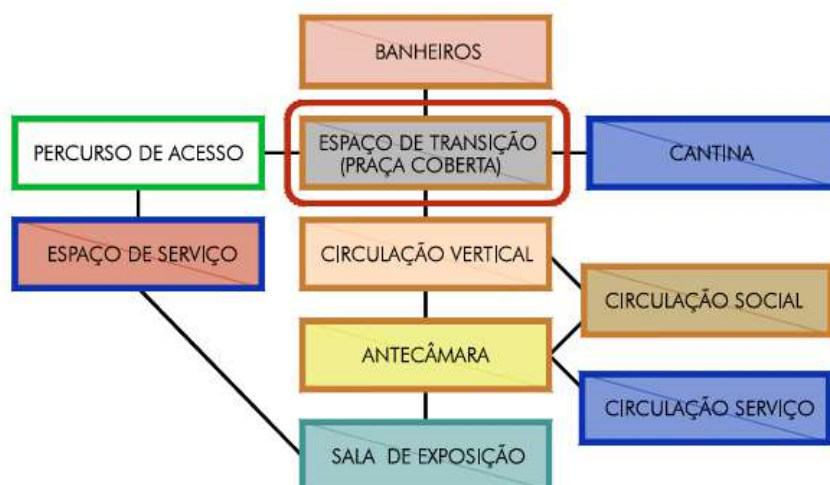 BANHEIROS
PERCURSO DE ACESSO
ESPAÇO DE TRANSIÇÃO
(PRAÇA COBERTA)
CANTINA
ESPAÇO DE SERVIÇO
CIRCULAÇÃO VERTICAL
CIRCULAÇÃO SOCIAL
ANTECÂMARA
CIRCULAÇÃO SERVIÇO
SALA DE EXPOSIÇÃO